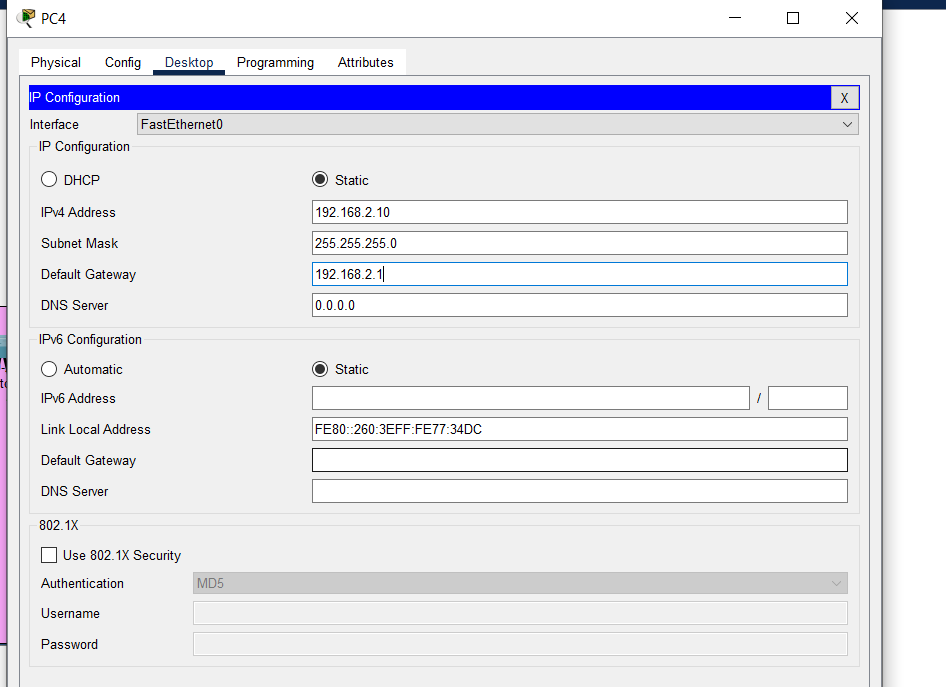 PC4
Physical Config Desktop Programming Attributes
IP Configuration X
Interface FastEthernet0
IP Configuration
DHCP Static
IPv4 Address 192.168.2.10
Subnet Mask 255.255.255.0
Default Gateway 192.168.2.1
DNS Server 0.0.0.0
IPv6 Configuration
Automatic Static
IPv6 Address /
Link Local Address FE80::260:3EFF:FE77:34DC
Default Gateway
DNS Server
802.1X
Use 802.1X Security
Authentication MD5
Username
Password